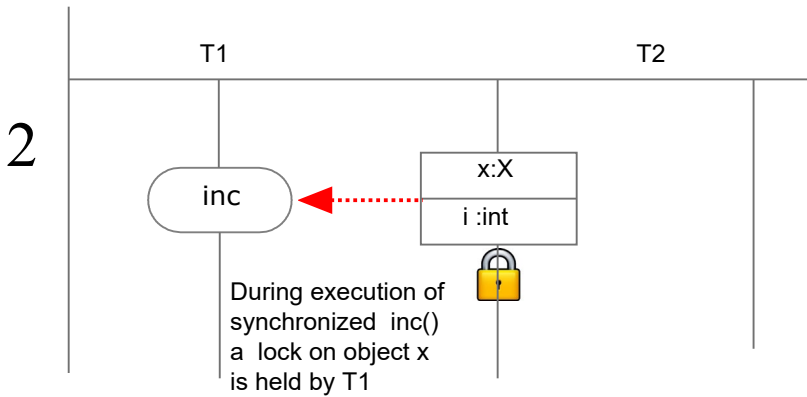 T1
T2
2
x:X
inc
i :int
During execution of
synchronized inc()
a lock on object x
is held by T1